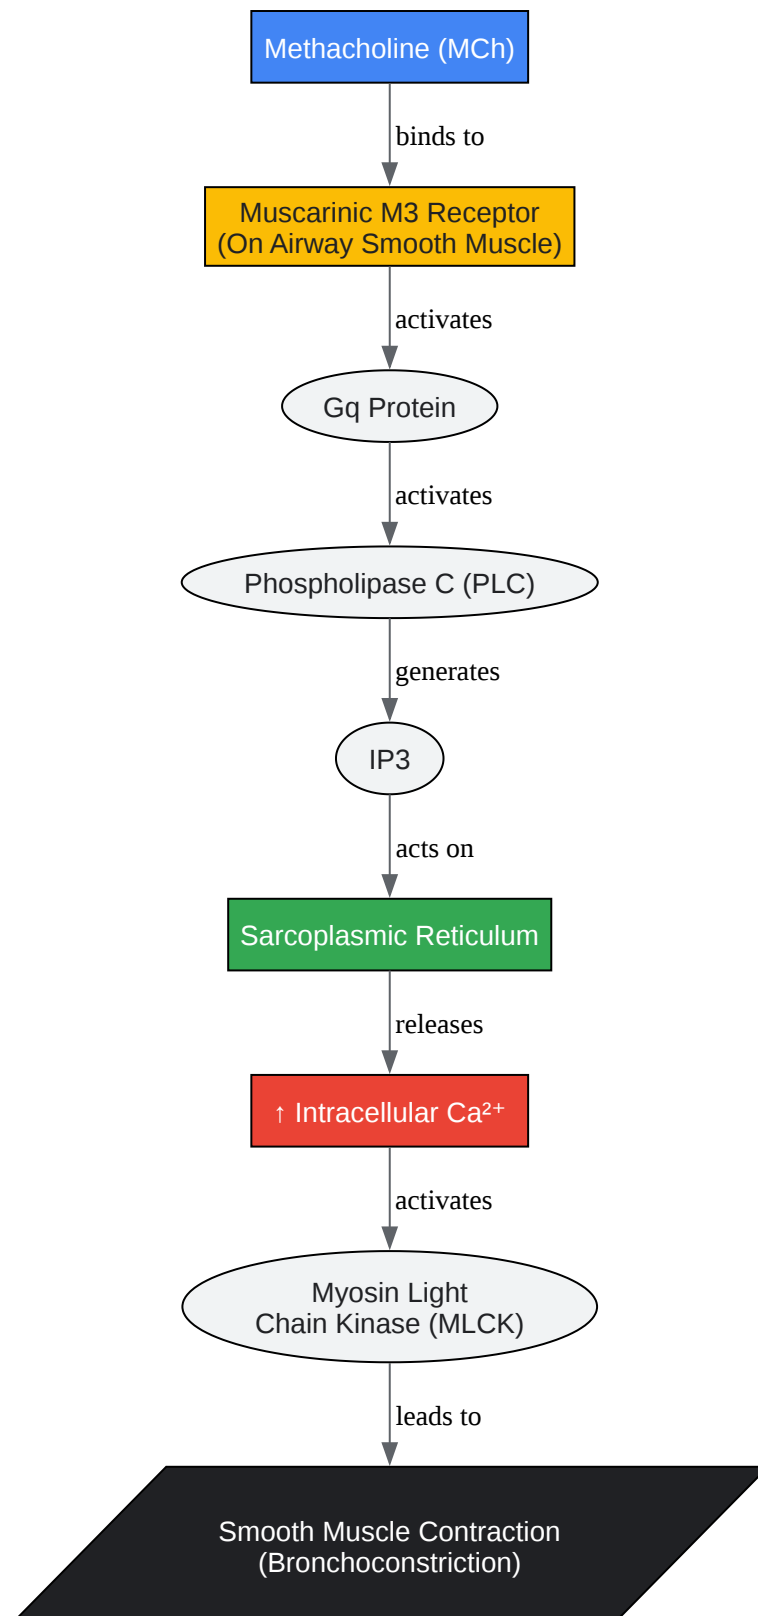 Methacholine (MCh)
binds to
Muscarinic M3 Receptor
(On Airway Smooth Muscle)
activates
Gq Protein
activates
Phospholipase C (PLC)
generates
IP3
acts on
Sarcoplasmic Reticulum
releases
↑ Intracellular Ca²⁺
activates
Myosin Light
Chain Kinase (MLCK)
leads to
Smooth Muscle Contraction
(Bronchoconstriction)